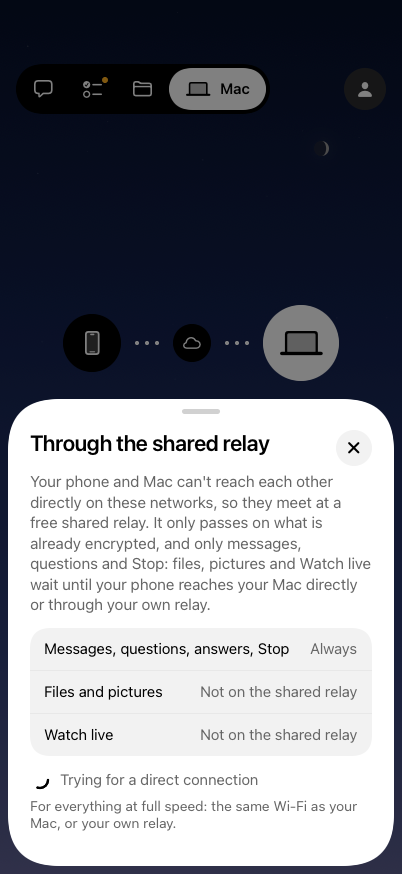 Mac
Through the shared relay
Your phone and Mac can't reach each other
directly on these networks, so they meet at a
free shared relay. It only passes on what is
already encrypted, and only messages,
questions and Stop: files, pictures and Watch live
wait until your phone reaches your Mac directly
or through your own relay.
Messages, questions, answers, Stop Always
Files and pictures Not on the shared relay
Watch live Not on the shared relay
Trying for a direct connection
For everything at full speed: the same Wi-Fi as your
Mac, or your own relay.